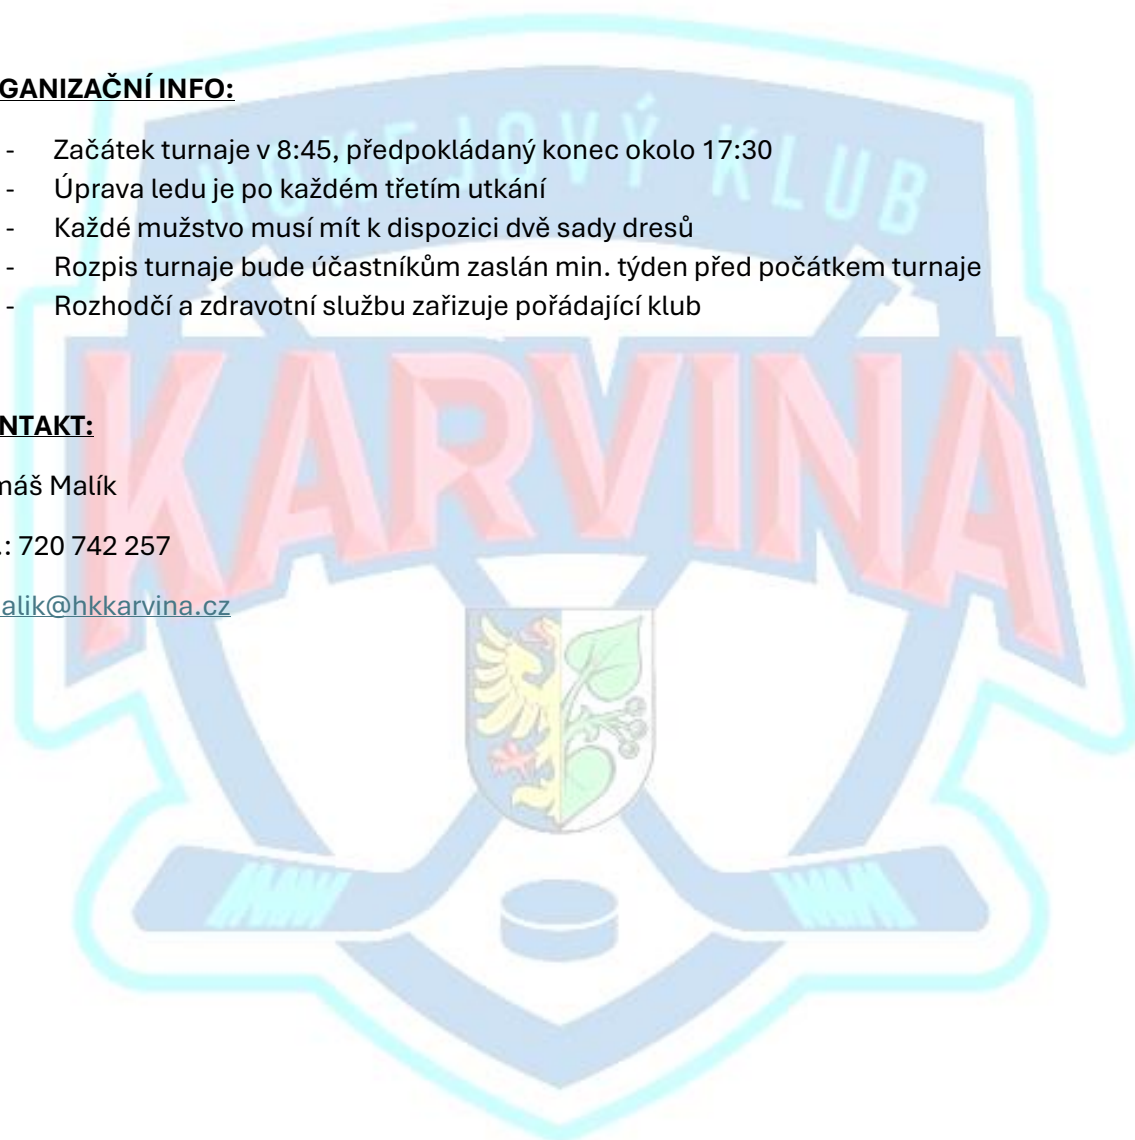 GANIZAČNÍ INFO:
- Začátek turnaje v 8:45, předpokládaný konec okolo 17:30
- Úprava ledu je po každém třetím utkání
- Každé mužstvo musí mít k dispozici dvě sady dresů
- Rozpis turnaje bude účastníkům zaslán min. týden před počátkem turnaje
- Rozhodčí a zdravotní službu zařizuje pořádající klub
HOKEJOVÝ KLUB
KARVINÁ
NTAKT:
máš Malík
.: 720 742 257
alik@hkkarvina.cz